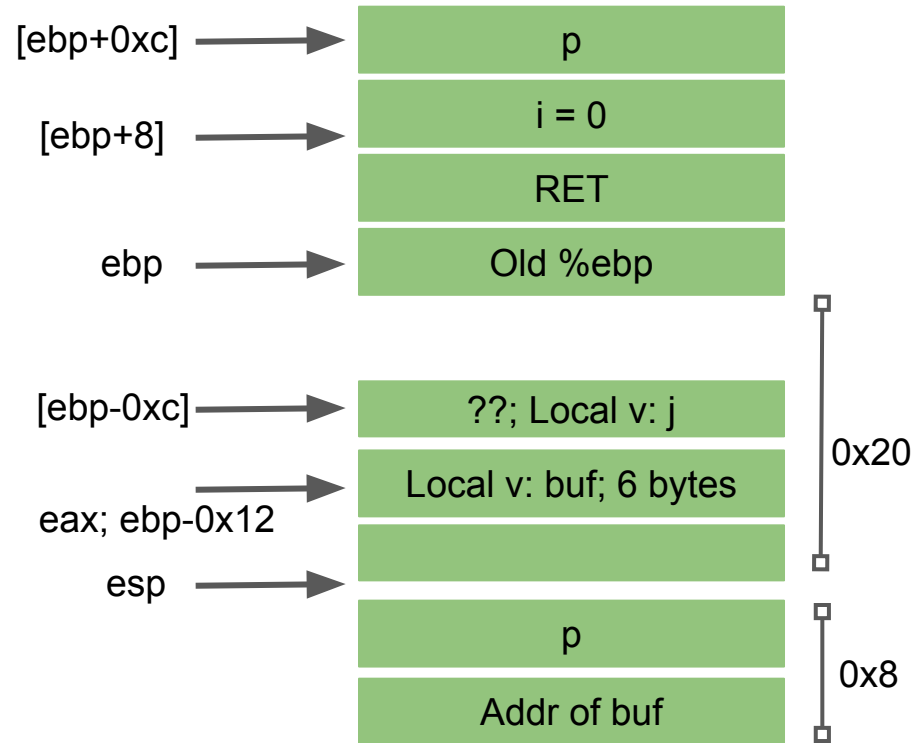 [ebp+0xc]
p
[ebp+8]
i = 0
RET
ebp
Old %ebp
[ebp-0xc]
??; Local v: j
0x20
Local v: buf; 6 bytes
eax; ebp-0x12
esp
p
0x8
Addr of buf